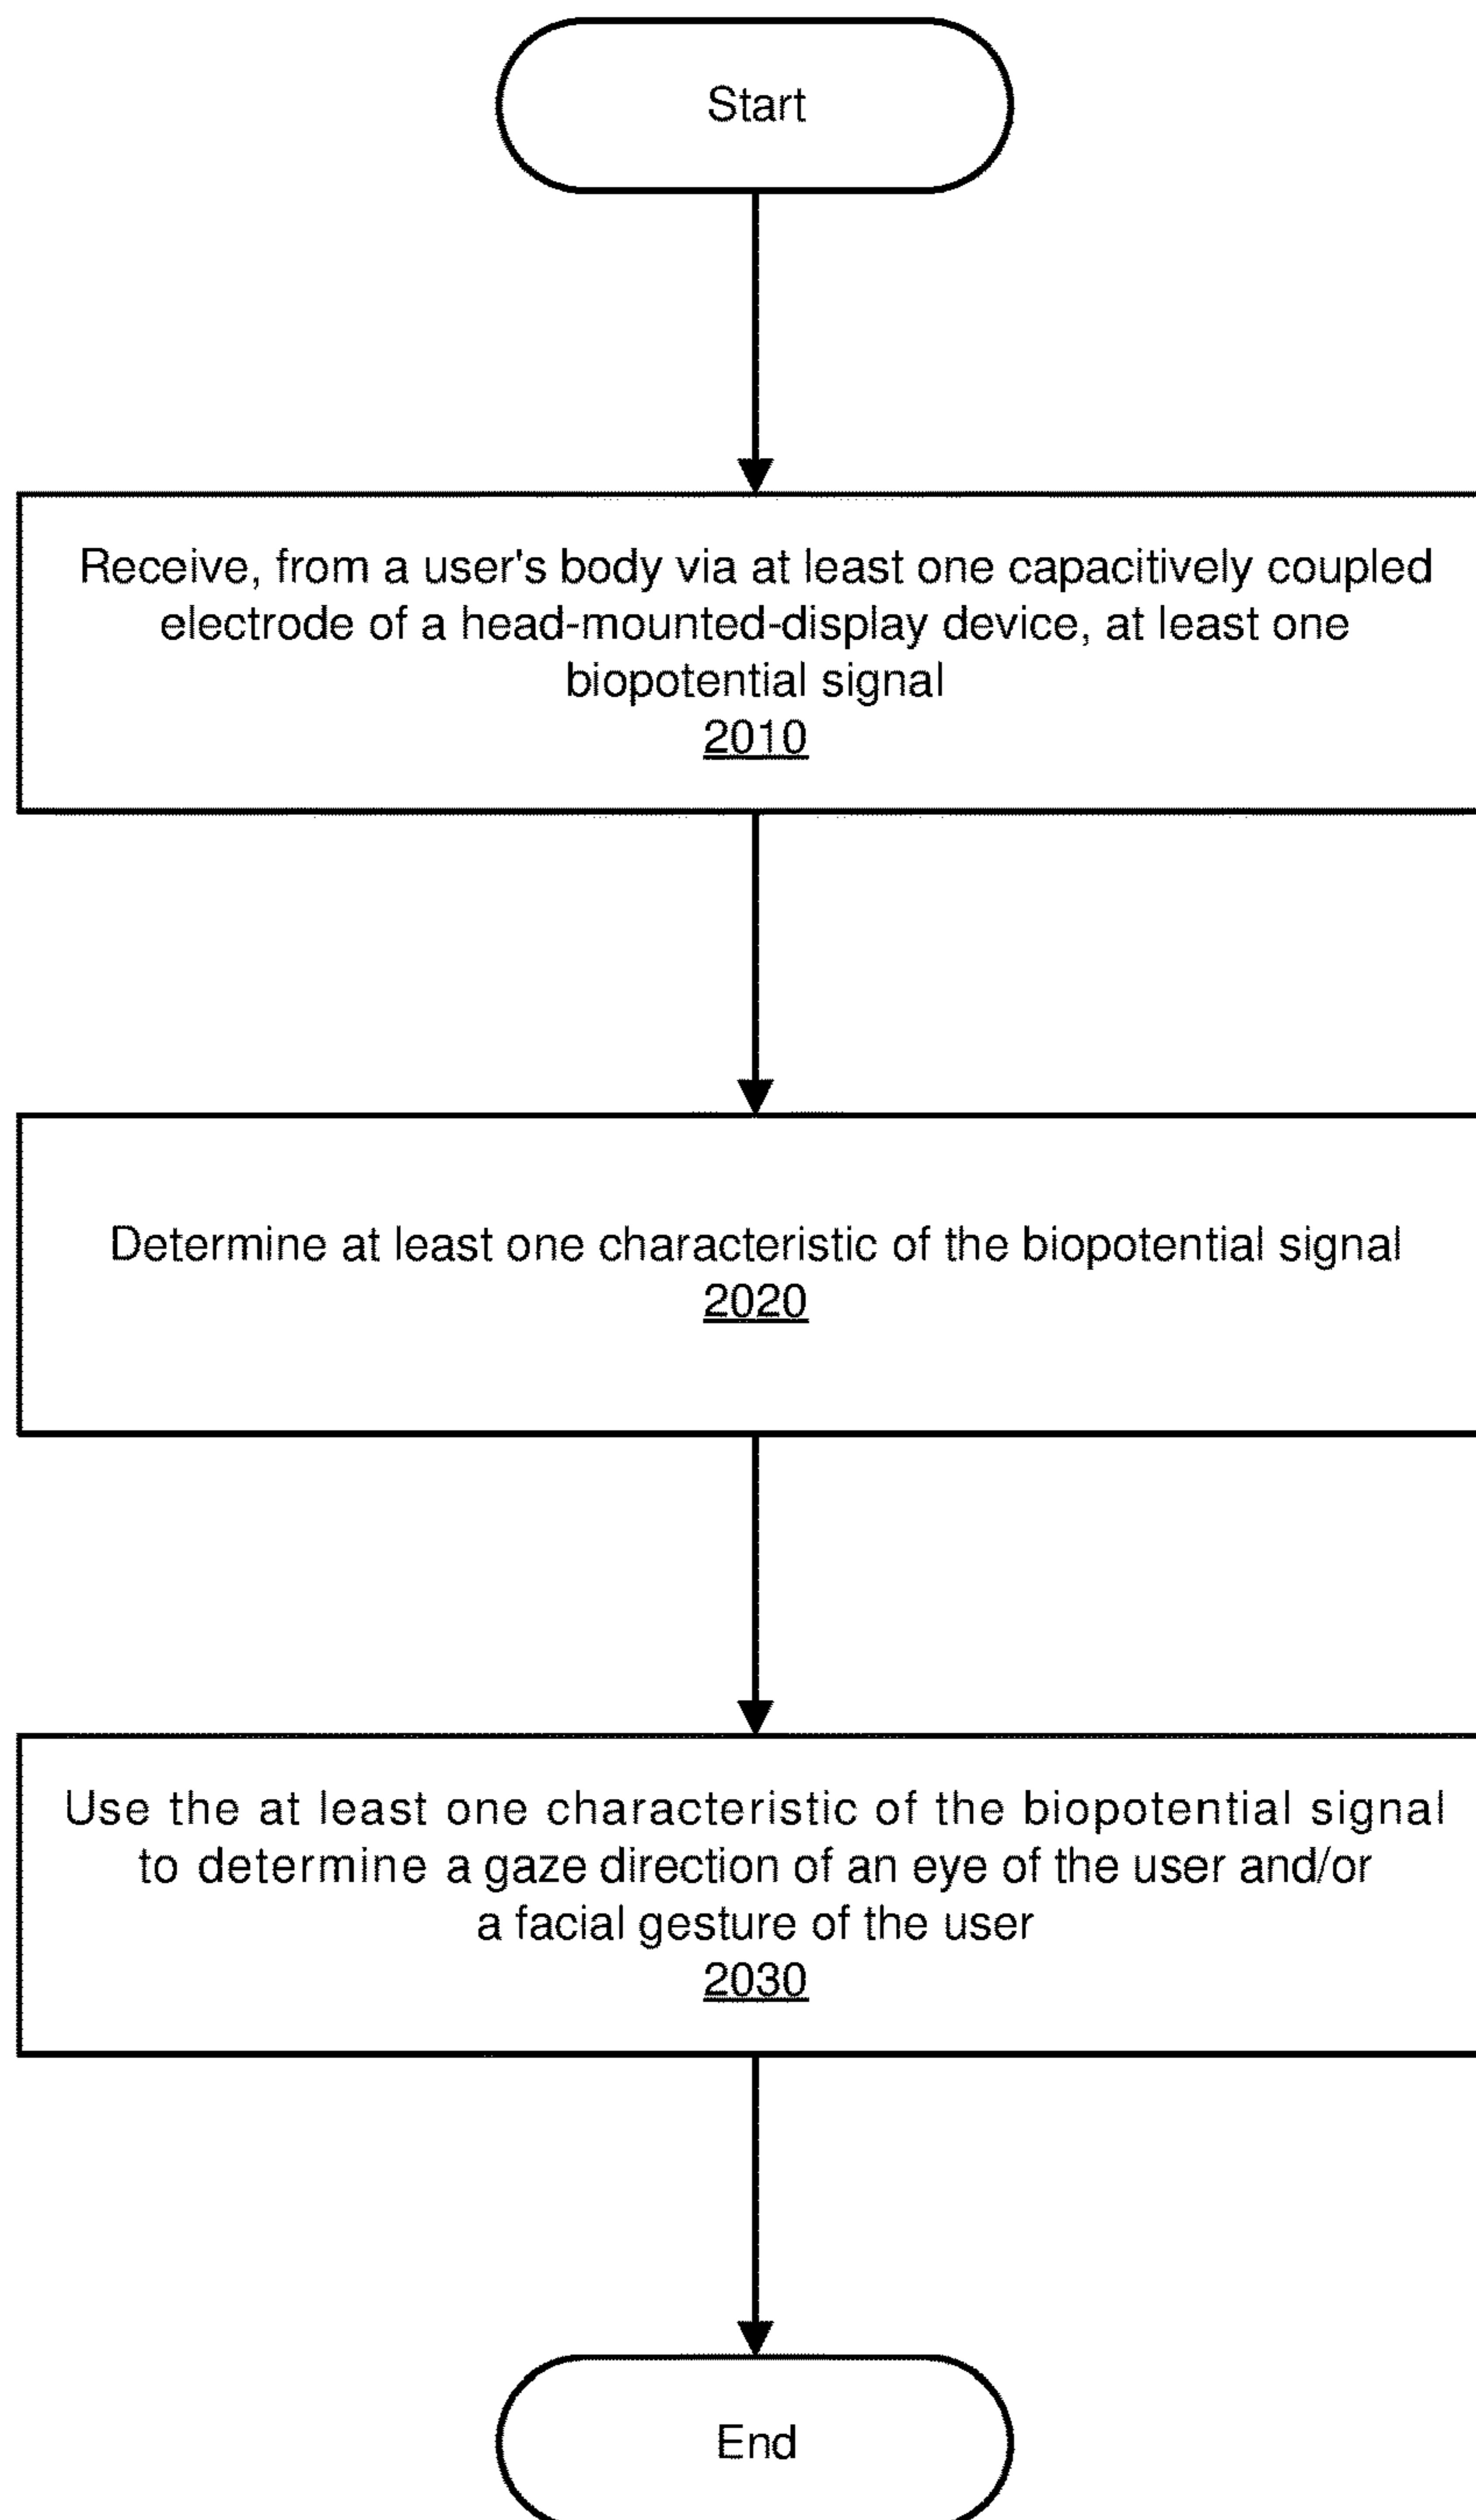 Start
Receive, from a user's body via at least one capacitively coupled
electrode of a head-mounted-display device, at least one
biopotential signal
2010
Determine at least one characteristic of the biopotential signal
2020
Use the at least one characteristic of the biopotential signal
to determine a gaze direction of an eye of the user and/or
a facial gesture of the user
2030
End